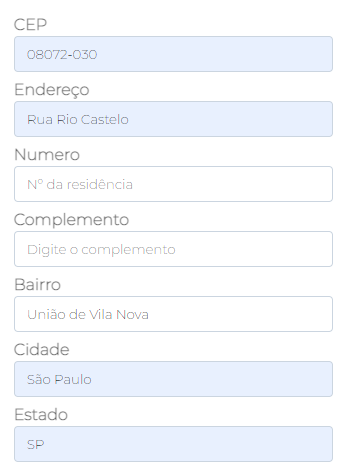 CEP
08072-030
Endereço
Rua Rio Castelo
Numero
Nº da residência
Complemento
Digite o complemento
Bairro
União de Vila Nova
Cidade
São Paulo
Estado
SP